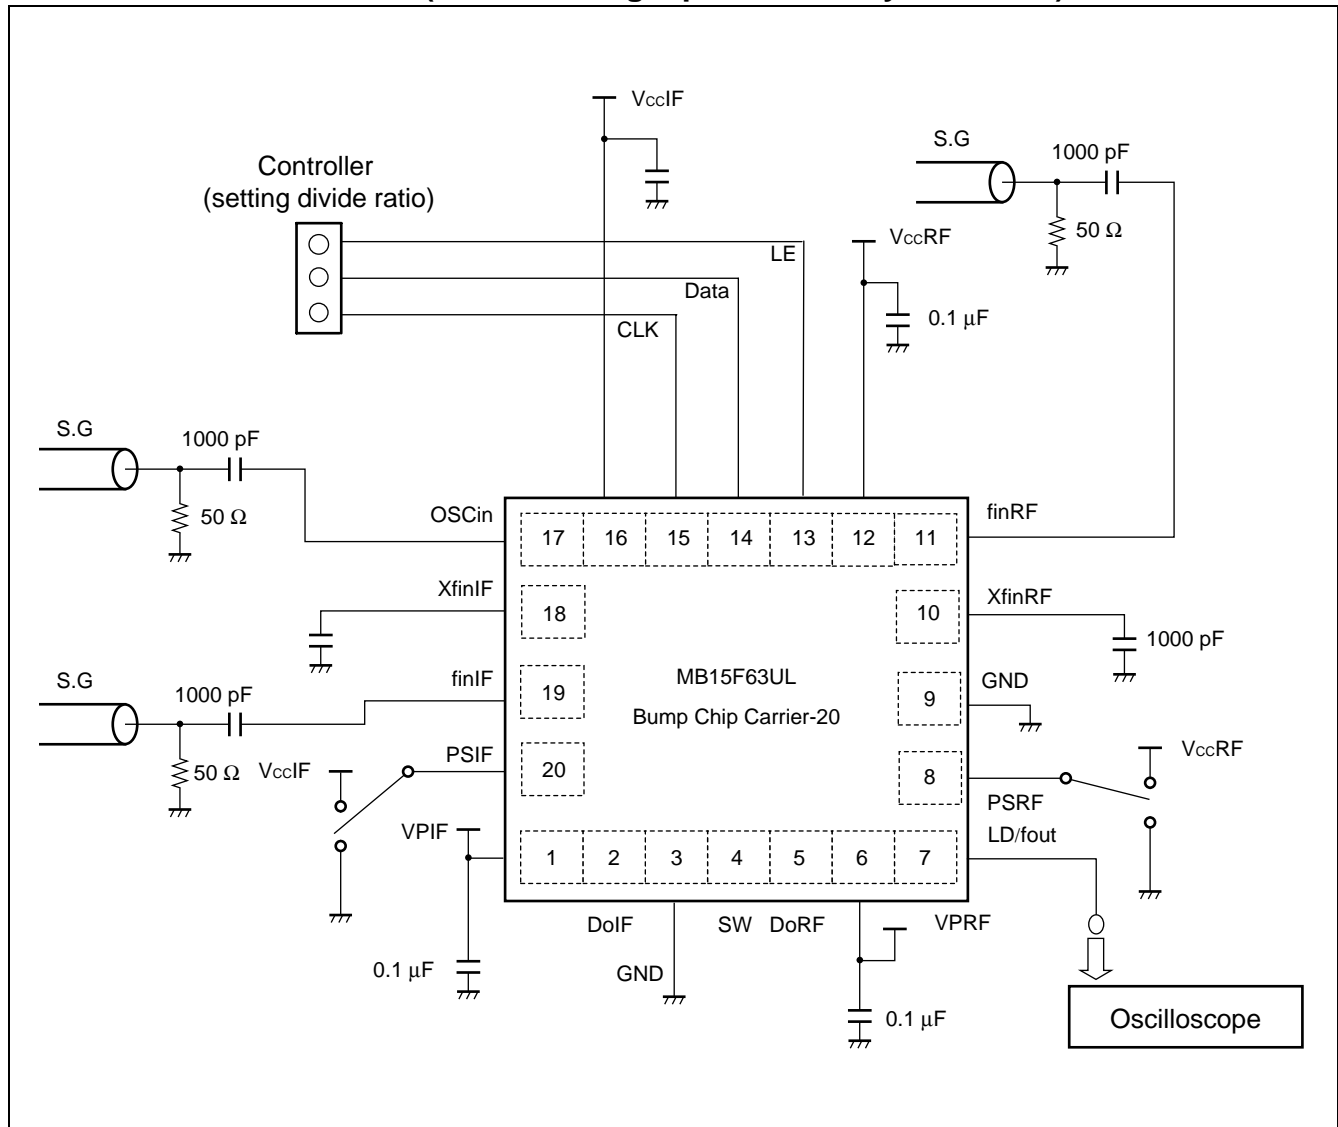 VccIF
S.G
1000 pF
Controller
(setting divide ratio)
50 Ω
VccRF
LE
Data
0.1 μF
CLK
S.G
1000 pF
50 Ω
OSCin
finRF
17 16 15 14 13 12 11
XfinIF
18
10
XfinRF
1000 pF
S.G
1000 pF
finIF
19
MB15F63UL
Bump Chip Carrier-20
9
GND
50 Ω
VccIF
PSIF
20
8
VccRF
PSRF
VPIF
LD/fout
1 2 3 4 5 6 7
DoIF
SW
DoRF
VPRF
0.1 μF
GND
0.1 μF
Oscilloscope